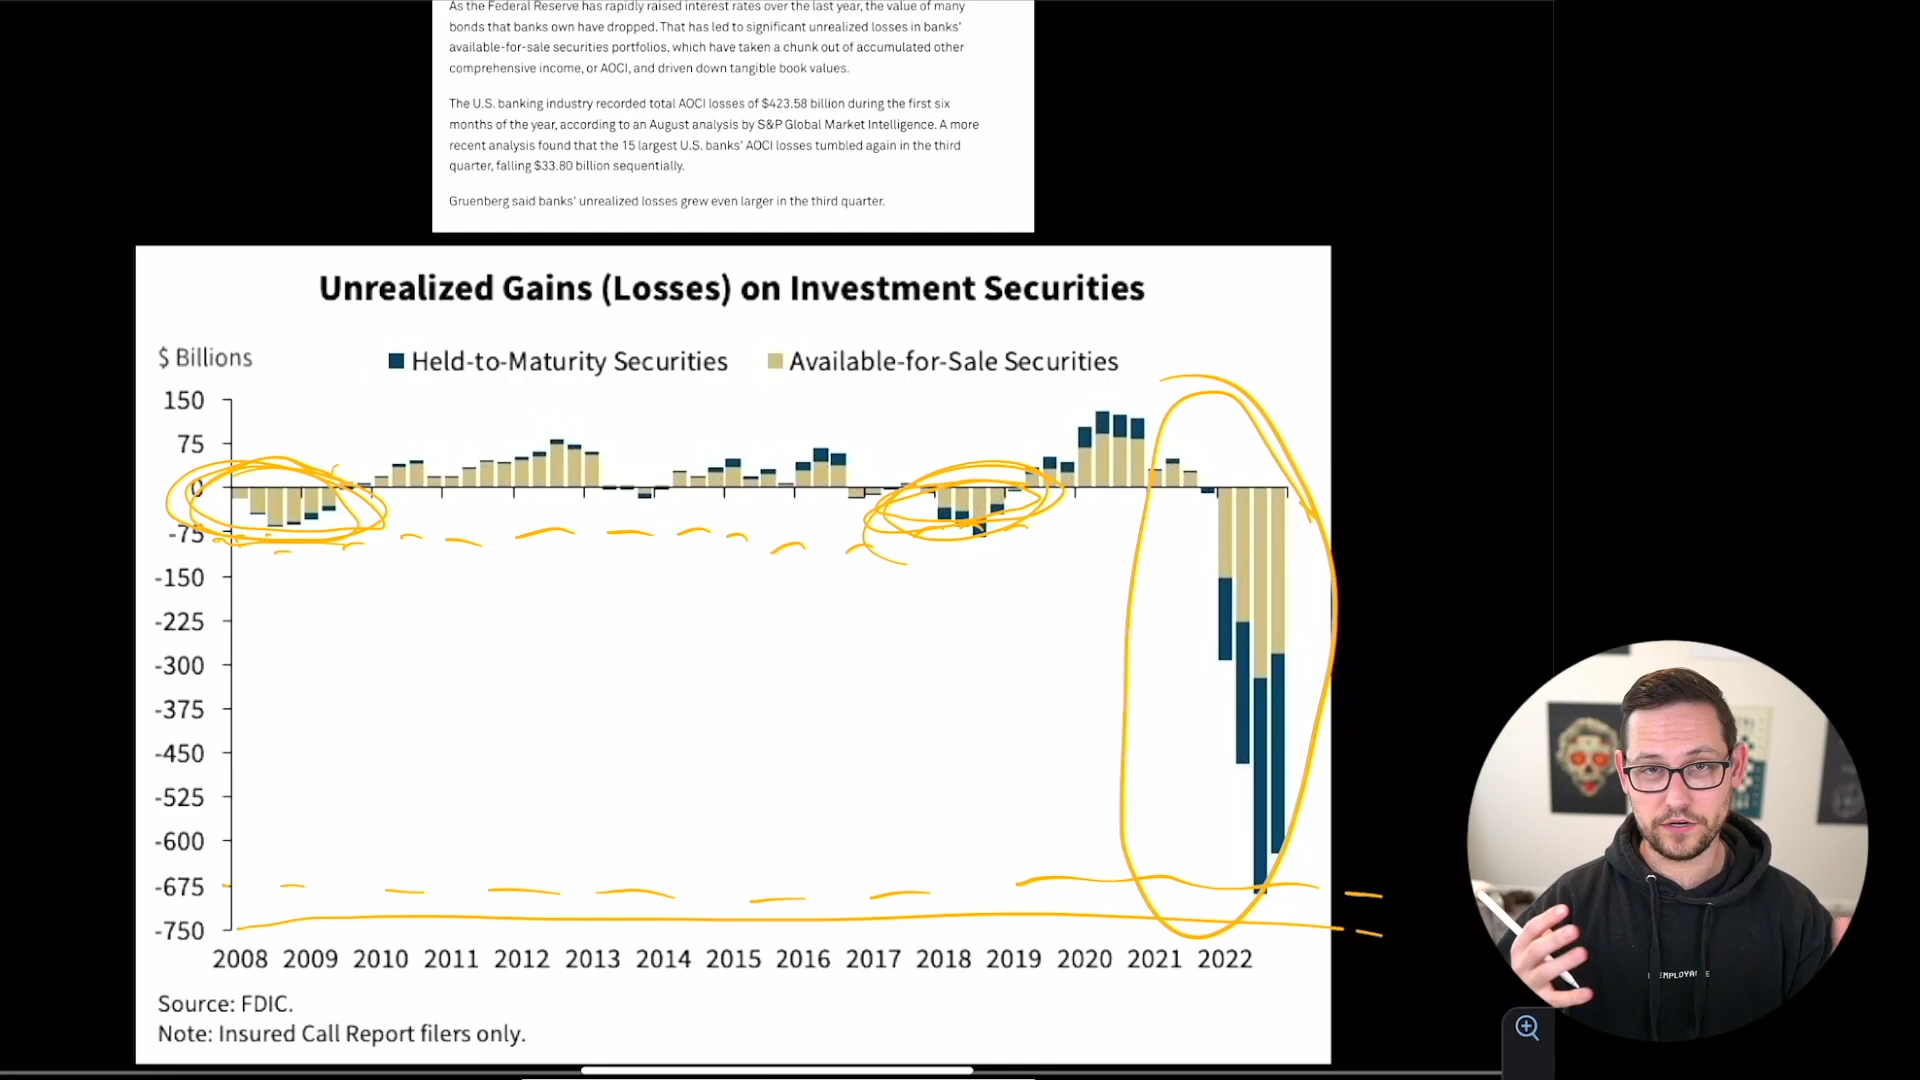 As the Federal Reserve has rapidly raised interest rates over the last year, the value of many
bonds that banks own have dropped. That has led to significant unrealized losses in banks'
available-for-sale securities portfolios, which have taken a chunk out of accumulated other
comprehensive income, or AOCI, and driven down tangible book values.
The U.S. banking industry recorded total AOCI losses of $423.58 billion during the first six
months of the year, according to an August analysis by S&P Global Market Intelligence. A more
recent analysis found that the 15 largest U.S. banks' AOCI losses tumbled again in the third
quarter, falling $33.80 billion sequentially.
Gruenberg said banks' unrealized losses grew even larger in the third quarter.
Unrealized Gains (Losses) on Investment Securities
$ Billions
Held-to-Maturity Securities
Available-for-Sale Securities
150
75
0
-75
-150
-225
-300
-375
-450
-525
-600
-675
-750
2008 2009 2010 2011 2012 2013 2014 2015 2016 2017 2018 2019 2020 2021 2022
Source: FDIC.
Note: Insured Call Report filers only.